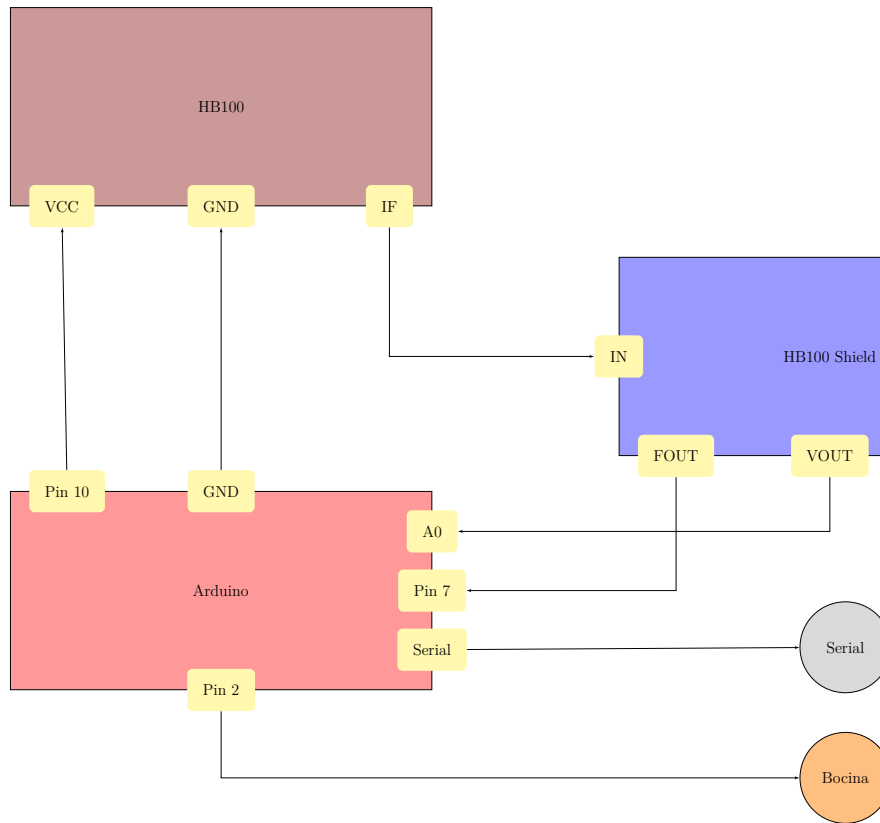 HB100
VCC
GND
IF
IN
HB100 Shield
FOUT
VOUT
Pin 10
GND
A0
Arduino
Pin 7
Serial
Serial
Pin 2
Bocina